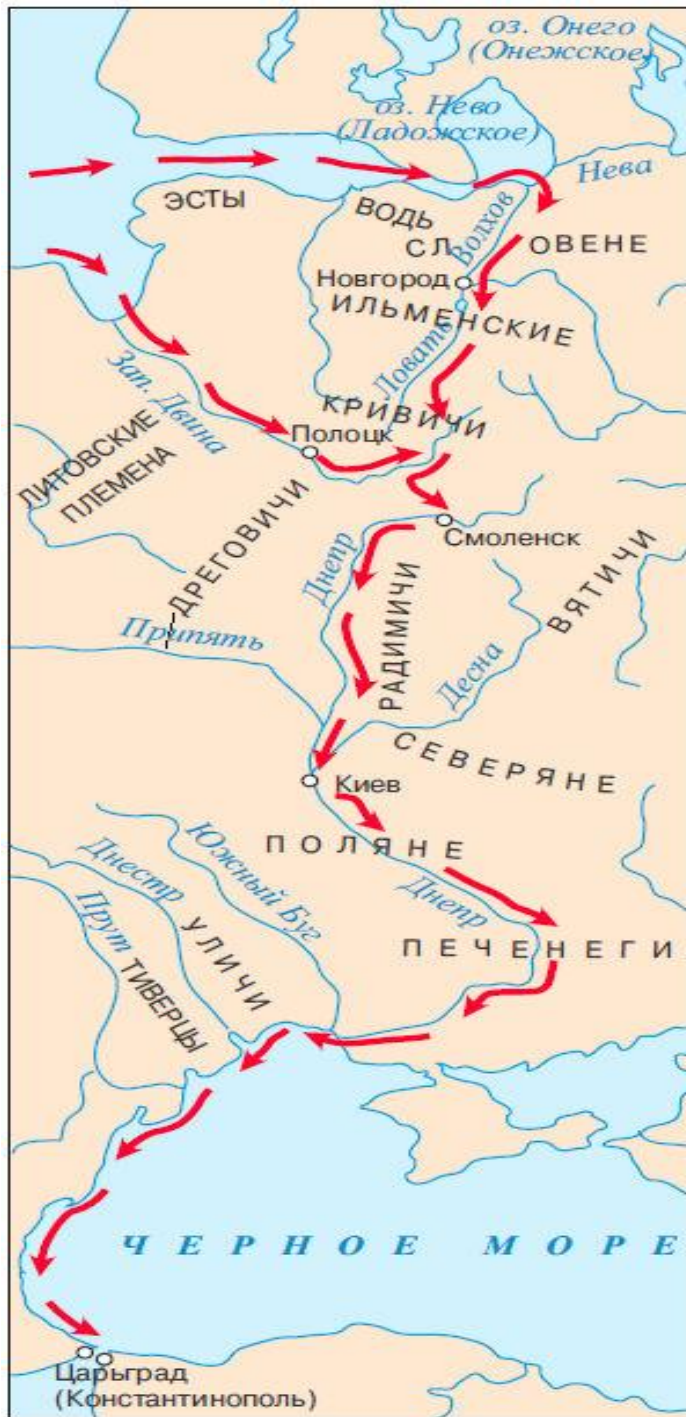 оз. Онего
(Онежское)
оз. Нево
(Ладожское)
Нева
ЭСТЫ
ВОДЬ
Волхов
СЛОВЕНЕ
Новгород
ИЛЬМЕНСКИЕ
Ловать
Зап. Двина
КРИВИЧИ
Полоцк
ЛИТОВСКИЕ
ПЛЕМЕНА
ДРЕГОВИЧИ
Смоленск
Днепр
ВЯТИЧИ
РАДИМИЧИ
Припять
Десна
СЕВЕРЯНЕ
Киев
ПОЛЯНЕ
Южный Буг
Днестр
Днепр
Прут
УЛИЧИ
ПЕЧЕНЕГИ
ТИВЕРЦЫ
ЧЕРНОЕ МОРЕ
Царьград
(Константинополь)